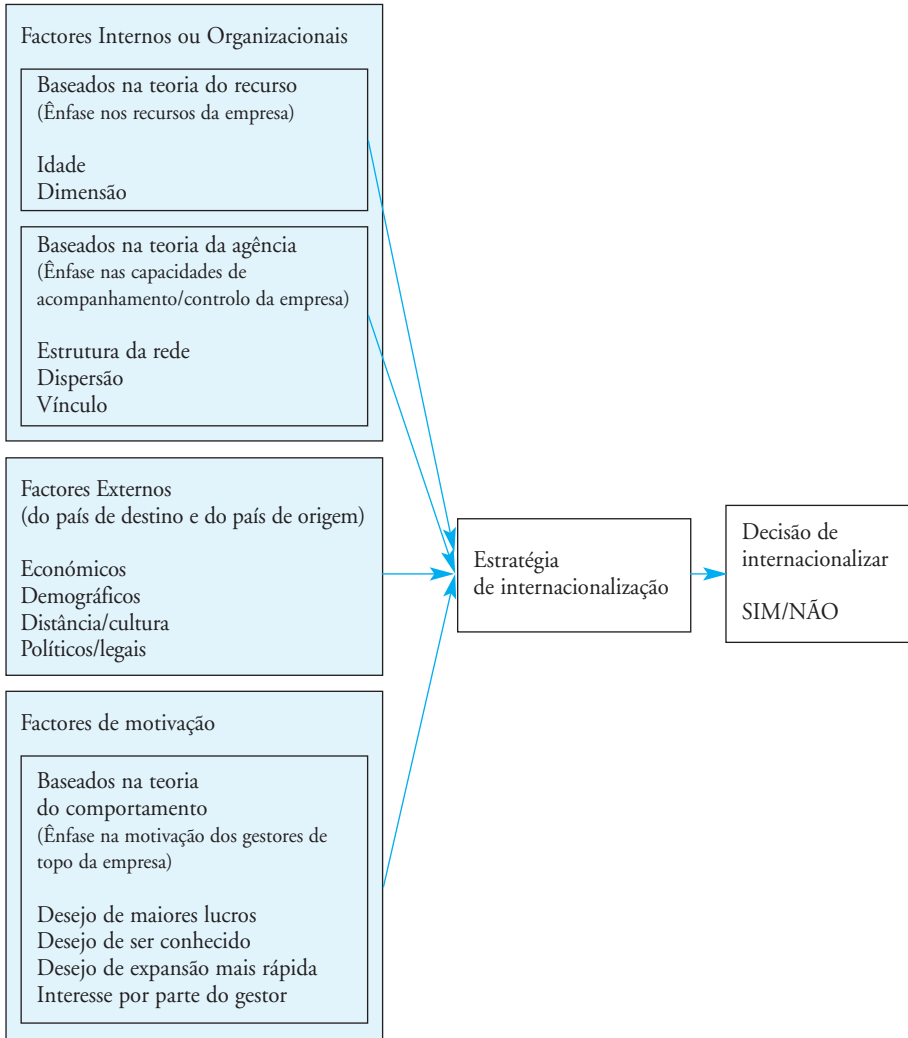 Factores Internos ou Organizacionais
Baseados na teoria do recurso
(Ênfase nos recursos da empresa)
Idade
Dimensão
Baseados na teoria da agência
(Ênfase nas capacidades de
acompanhamento/controlo da empresa)
Estrutura da rede
Dispersão
Vínculo
Factores Externos
(do país de destino e do país de origem)
Económicos
Demográficos
Distância/cultura
Políticos/legais
Factores de motivação
Baseados na teoria
do comportamento
(Ênfase na motivação dos gestores de
topo da empresa)
Desejo de maiores lucros
Desejo de ser conhecido
Desejo de expansão mais rápida
Interesse por parte do gestor
Estratégia
de internacionalização
Decisão de
internacionalizar
SIM/NÃO